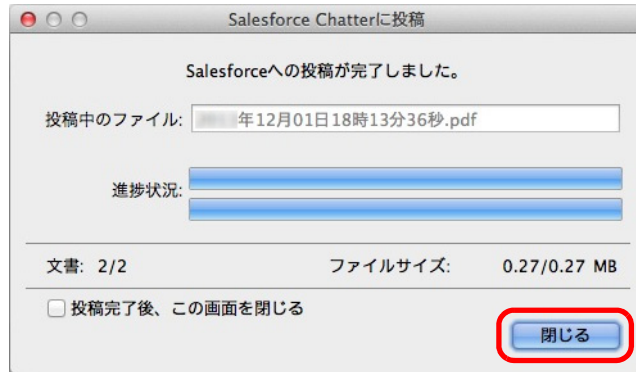 Salesforce Chatterに投稿
Salesforceへの投稿が完了しました。
投稿中のファイル: 年12月01日18時13分36秒.pdf
進捗状況:
文書: 2/2 ファイルサイズ: 0.27/0.27 MB
投稿完了後、この画面を閉じる
閉じる